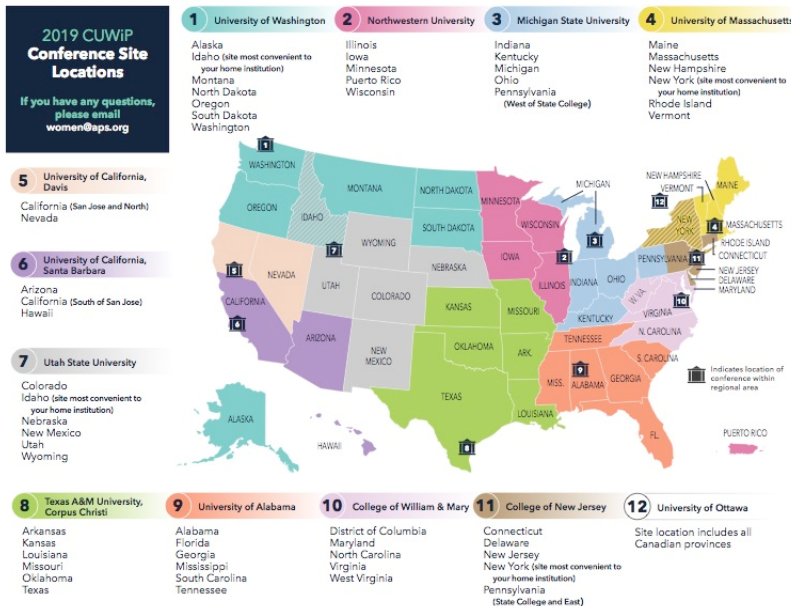 2019 CUWiP
Conference Site
Locations
If you have any questions,
please email
women@aps.org
1 University of Washington
Alaska
Idaho (site most convenient to
your home institution)
Montana
North Dakota
Oregon
South Dakota
Washington
2 Northwestern University
Illinois
Iowa
Minnesota
Puerto Rico
Wisconsin
3 Michigan State University
Indiana
Kentucky
Michigan
Ohio
Pennsylvania
(West of State College)
4 University of Massachusetts
Maine
Massachusetts
New Hampshire
New York (site most convenient to
your home institution)
Rhode Island
Vermont
5 University of California,
Davis
California (San Jose and North)
Nevada
6 University of California,
Santa Barbara
Arizona
California (South of San Jose)
Hawaii
7 Utah State University
Colorado
Idaho (site most convenient to
your home institution)
Nebraska
New Mexico
Utah
Wyoming
1
WASHINGTON
MONTANA
NORTH DAKOTA
MINNESOTA
MICHIGAN
NEW HAMPSHIRE
VERMONT
MAINE
12
OREGON
IDAHO
SOUTH DAKOTA
WISCONSIN
3
NEW
YORK
4
MASSACHUSETTS
RHODE ISLAND
CONNECTICUT
7
WYOMING
IOWA
2
PENNSYLVANIA
11
NEW JERSEY
DELAWARE
MARYLAND
5
NEVADA
UTAH
NEBRASKA
ILLINOIS
INDIANA
OHIO
W.VA.
10
VIRGINIA
CALIFORNIA
6
COLORADO
KANSAS
MISSOURI
KENTUCKY
N. CAROLINA
ARIZONA
NEW
MEXICO
OKLAHOMA
ARK.
TENNESSEE
S. CAROLINA
9
MISS.
ALABAMA
GEORGIA
TEXAS
LOUISIANA
8
FL.
ALASKA
HAWAII
PUERTO RICO
Indicates location of
conference within
regional area
8 Texas A&M University,
Corpus Christi
Arkansas
Kansas
Louisiana
Missouri
Oklahoma
Texas
9 University of Alabama
Alabama
Florida
Georgia
Mississippi
South Carolina
Tennessee
10 College of William & Mary
District of Columbia
Maryland
North Carolina
Virginia
West Virginia
11 College of New Jersey
Connecticut
Delaware
New Jersey
New York (site most convenient to
your home institution)
Pennsylvania
(State College and East)
12 University of Ottawa
Site location includes all
Canadian provinces